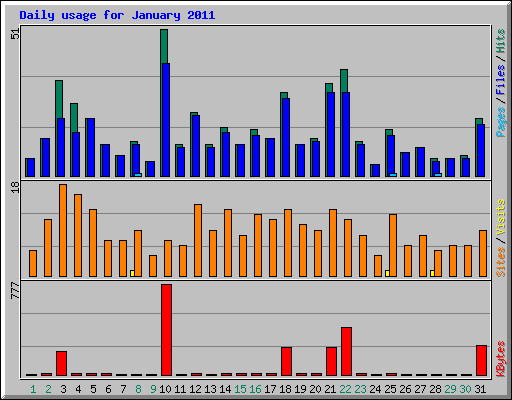 Daily usage for January 2011
51
Pages / Files / Hits
18
Sites / Visits
777
KBytes
1 2 3 4 5 6 7 8 9 10 11 12 13 14 15 16 17 18 19 20 21 22 23 24 25 26 27 28 29 30 31